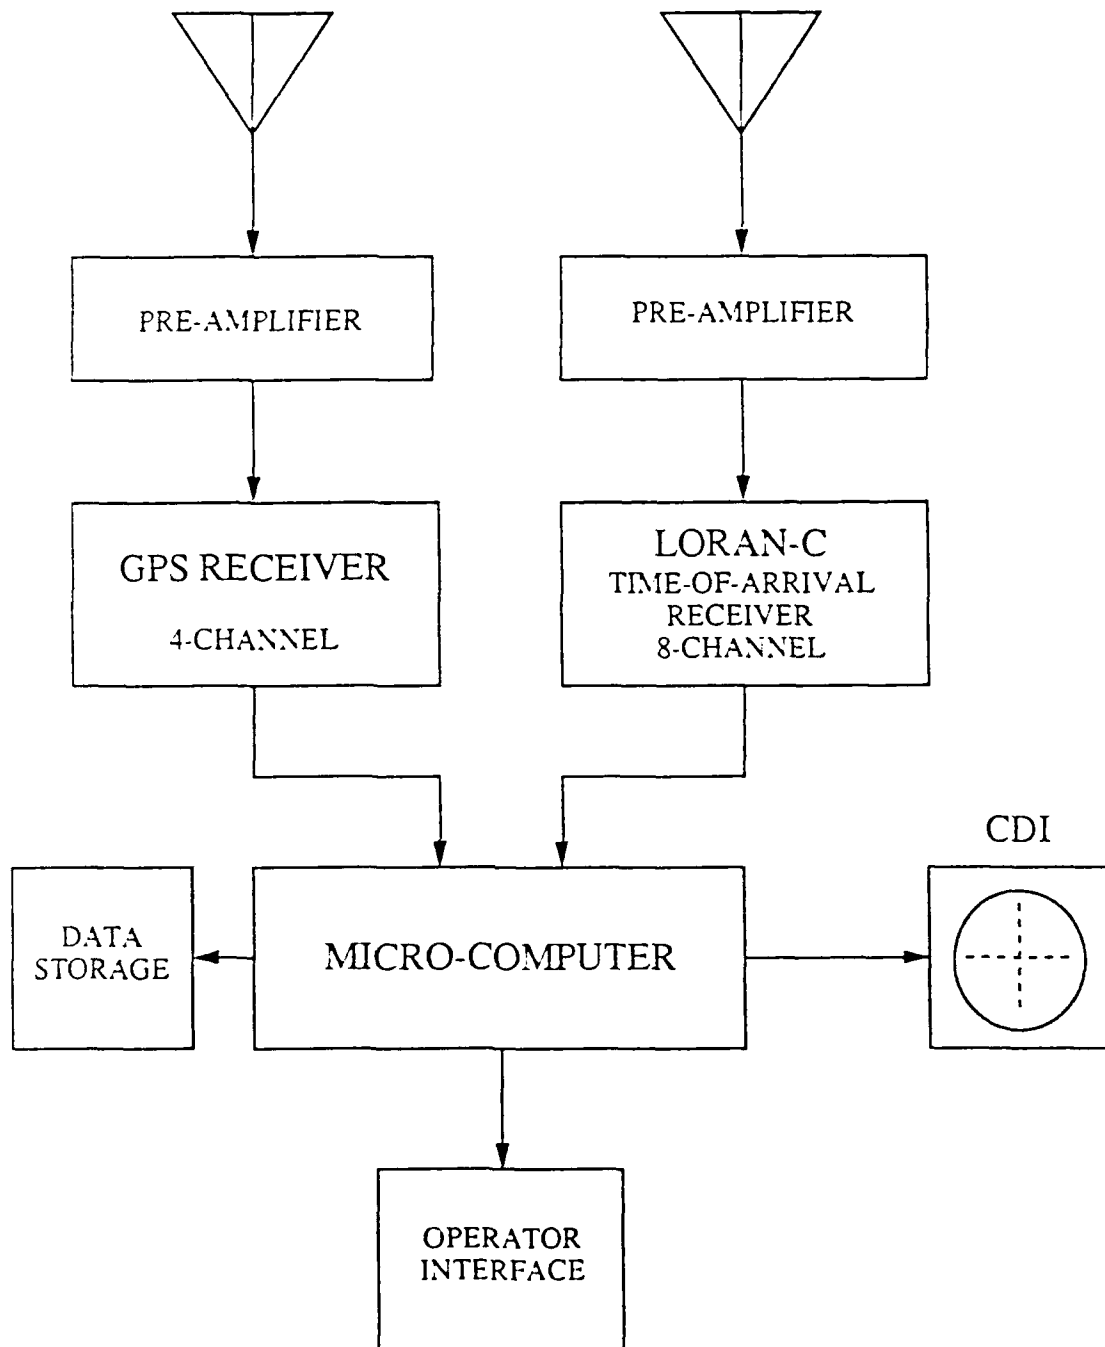 PRE-AMPLIFIER
PRE-AMPLIFIER
GPS RECEIVER
4-CHANNEL
LORAN-C
TIME-OF-ARRIVAL
RECEIVER
8-CHANNEL
CDI
DATA
STORAGE
MICRO-COMPUTER
OPERATOR
INTERFACE